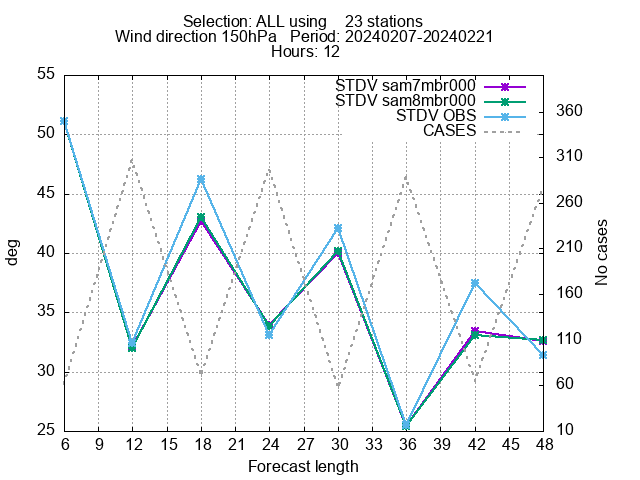 Selection: ALL using    23 stations
Wind direction 150hPa   Period: 20240207-20240221
Hours: 12
STDV sam7mbr000
STDV sam8mbr000
STDV OBS
CASES
55
50
45
40
35
30
25
deg
360
310
260
210
160
110
60
10
No cases
6 9 12 15 18 21 24 27 30 33 36 39 42 45 48
Forecast length